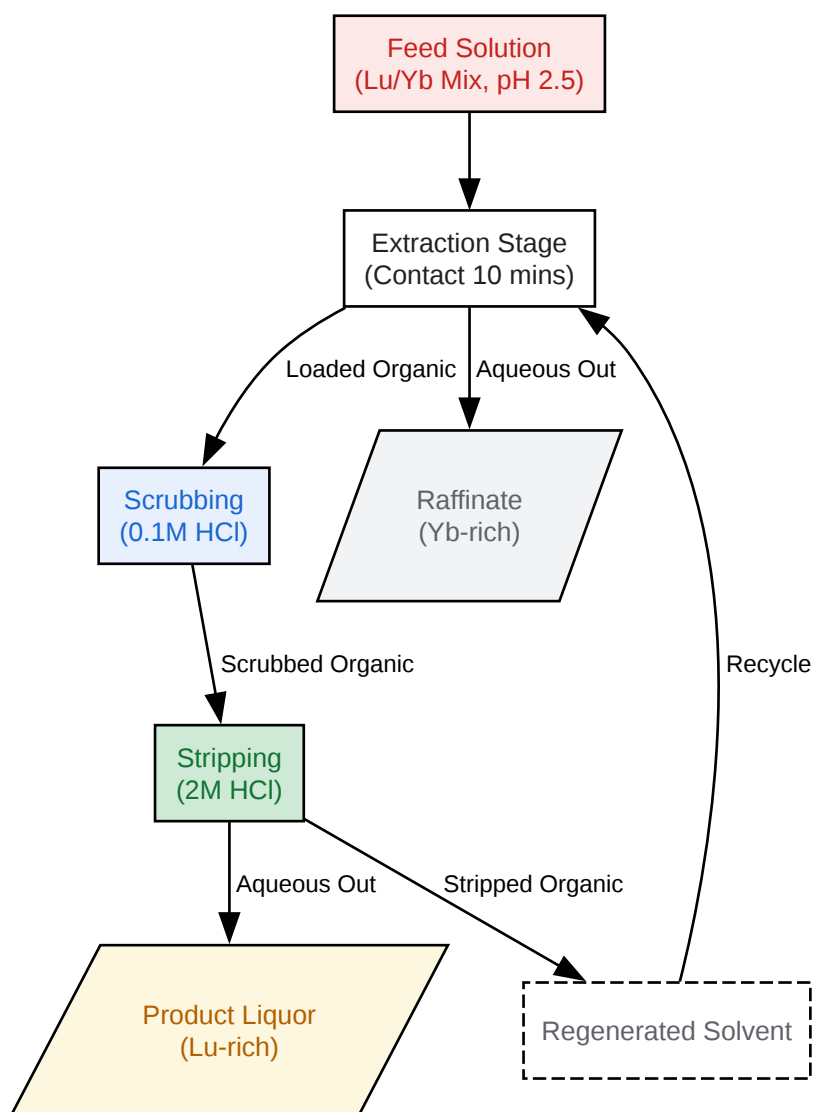 Feed Solution
(Lu/Yb Mix, pH 2.5)
Extraction Stage
(Contact 10 mins)
Loaded Organic
Aqueous Out
Scrubbing
(0.1M HCl)
Raffinate
(Yb-rich)
Scrubbed Organic
Recycle
Stripping
(2M HCl)
Aqueous Out
Stripped Organic
Product Liquor
(Lu-rich)
Regenerated Solvent